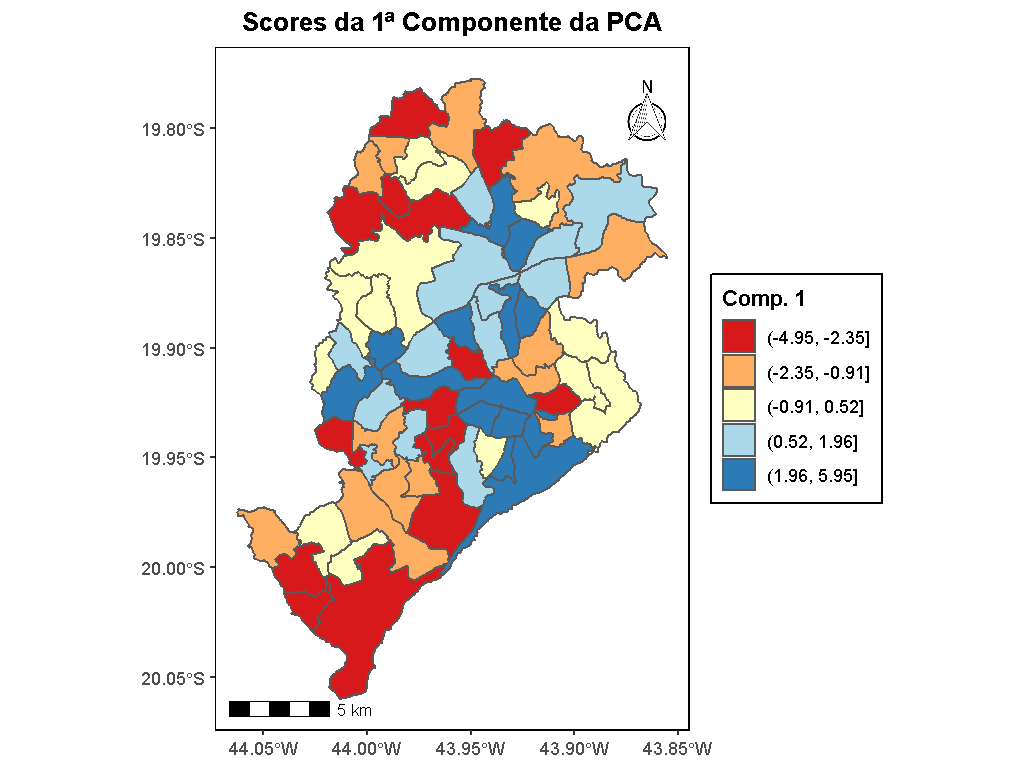 Scores da 1ª Componente da PCA
N
19.80°S
19.85°S
19.90°S
19.95°S
20.00°S
20.05°S
5 km
44.05°W 44.00°W 43.95°W 43.90°W 43.85°W
Comp. 1
(-4.95, -2.35]
(-2.35, -0.91]
(-0.91, 0.52]
(0.52, 1.96]
(1.96, 5.95]